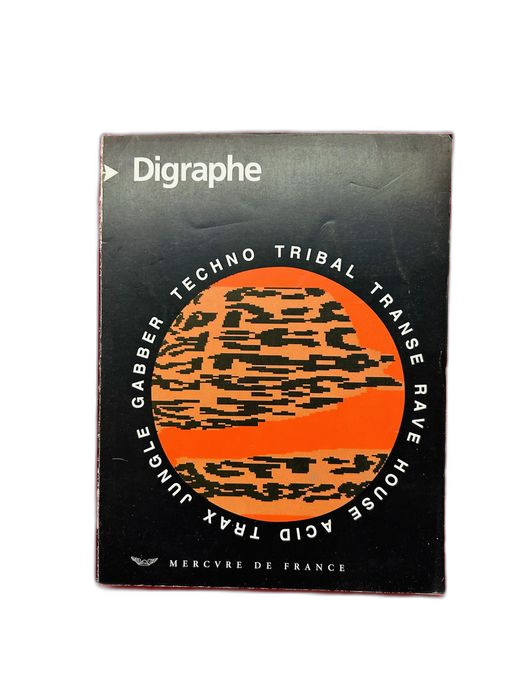 Digraphe
TECHNO TRIBAL TRANSE RAVE HOUSE ACID TRAX JUNGLE GABBER
MERCVRE DE FRANCE